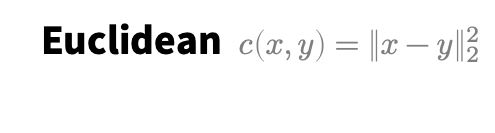 Euclidean c(x, y) = ‖x − y‖₂²